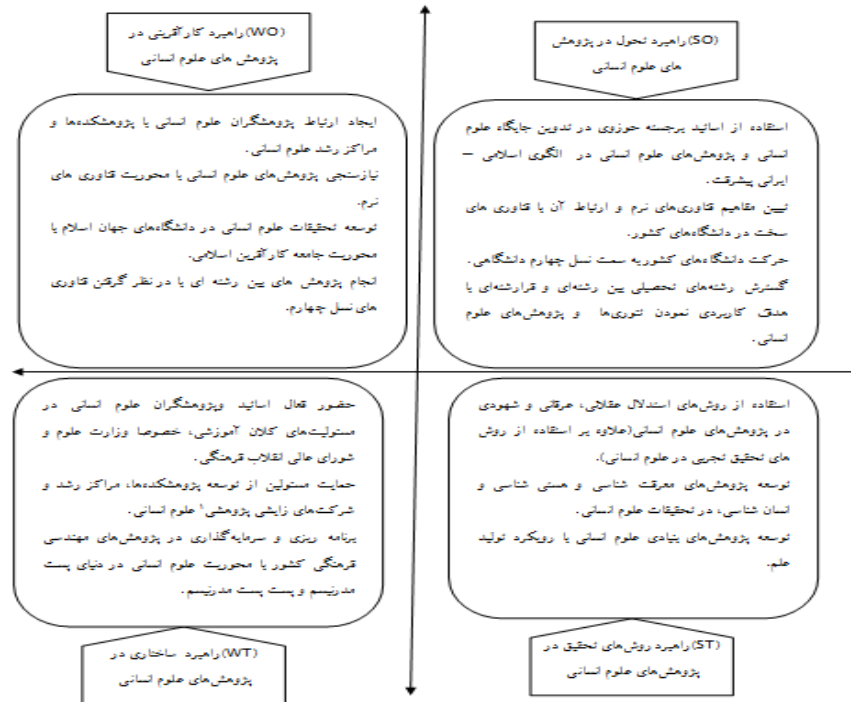 (SO)راهبرد تحول در پژوهش
های علوم انسانی
استفاده از اساتید برجسته حوزوی در تدوین جایگاه علوم
انسانی و پژوهش‌های علوم انسانی در الگوی اسلامی –
ایرانی پیشرفت.
تبیین مفاهیم فناوری‌های نرم و ارتباط آن با فناوری های
سخت در دانشگاه‌های کشور.
حرکت دانشگاه‌های کشوربه سمت نسل چهارم دانشگاهی.
گسترش رشته‌های تحصیلی بین رشته‌ای و فرارشته‌ای با
هدف کاربردی نمودن تئوری‌ها و پژوهش‌های علوم
انسانی.
(WO)راهبرد کارآفرینی در
پژوهش های علوم انسانی
ایجاد ارتباط پژوهشگران علوم انسانی با پژوهشکده‌ها و
مراکز رشد علوم انسانی.
نیازسنجی پژوهش‌های علوم انسانی با محوریت فناوری های
نرم.
توسعه تحقیقات علوم انسانی در دانشگاه‌های جهان اسلام با
محوریت جامعه کارآفرین اسلامی.
انجام پژوهش های بین رشته ای با در نظر گرفتن فناوری
های نسل چهارم.
استفاده از روش‌های استدلال عقلانی، عرفانی و شهودی
در پژوهش‌های علوم انسانی(علاوه بر استفاده از روش
های تحقیق تجربی در علوم انسانی).
توسعه پژوهش‌های معرفت شناسی و هستی شناسی و
انسان شناسی، در تحقیقات علوم انسانی.
توسعه پژوهش‌های بنیادی علوم انسانی با رویکرد تولید
علم.
(ST)راهبرد روش‌های تحقیق در
پژوهش‌های علوم انسانی
حضور فعال اساتید وپژوهشگران علوم انسانی در
مسئولیت‌های کلان آموزشی، خصوصا وزارت علوم و
شورای عالی انقلاب فرهنگی.
حمایت مسئولین از توسعه پژوهشکده‌ها، مراکز رشد و
شرکت‌های زایشی پژوهشی۱ علوم انسانی.
برنامه ریزی و سرمایه‌گذاری در پژوهش‌های مهندسی
فرهنگی کشور با محوریت علوم انسانی در دنیای پست
مدرنیسم و پست پست مدرنیسم.
(WT)راهبرد ساختاری در
پژوهش‌های علوم انسانی